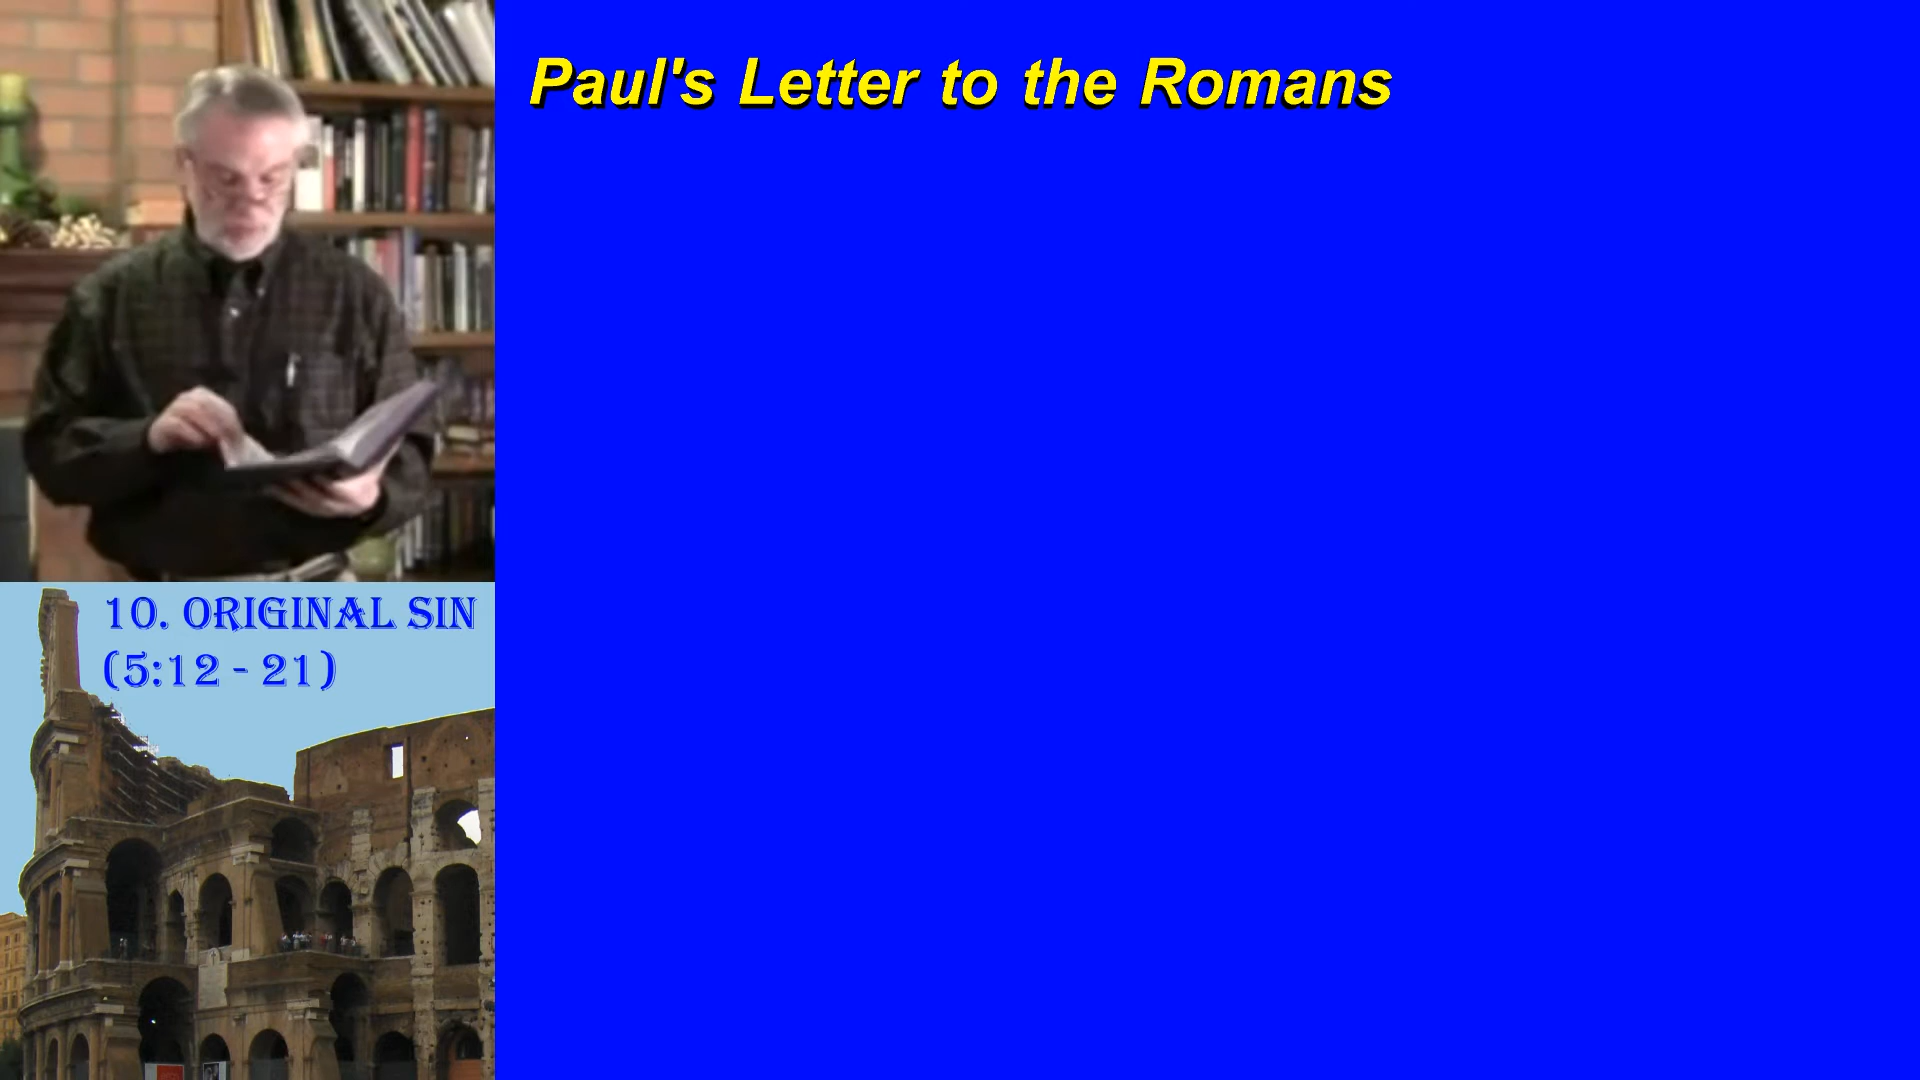 Paul's Letter to the Romans
10. ORIGINAL SIN
(5:12 - 21)